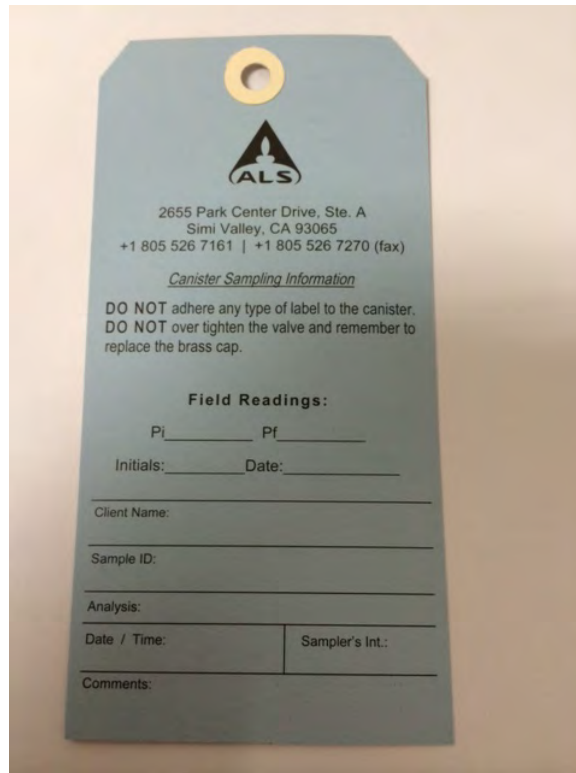 ALS
2655 Park Center Drive, Ste. A
Simi Valley, CA 93065
+1 805 526 7161 | +1 805 526 7270 (fax)
Canister Sampling Information
DO NOT adhere any type of label to the canister.
DO NOT over tighten the valve and remember to
replace the brass cap.
Field Readings:
Pi__________ Pf____________
Initials:_________Date:_____________
Client Name:
Sample ID:
Analysis:
Date / Time: Sampler's Int.:
Comments: